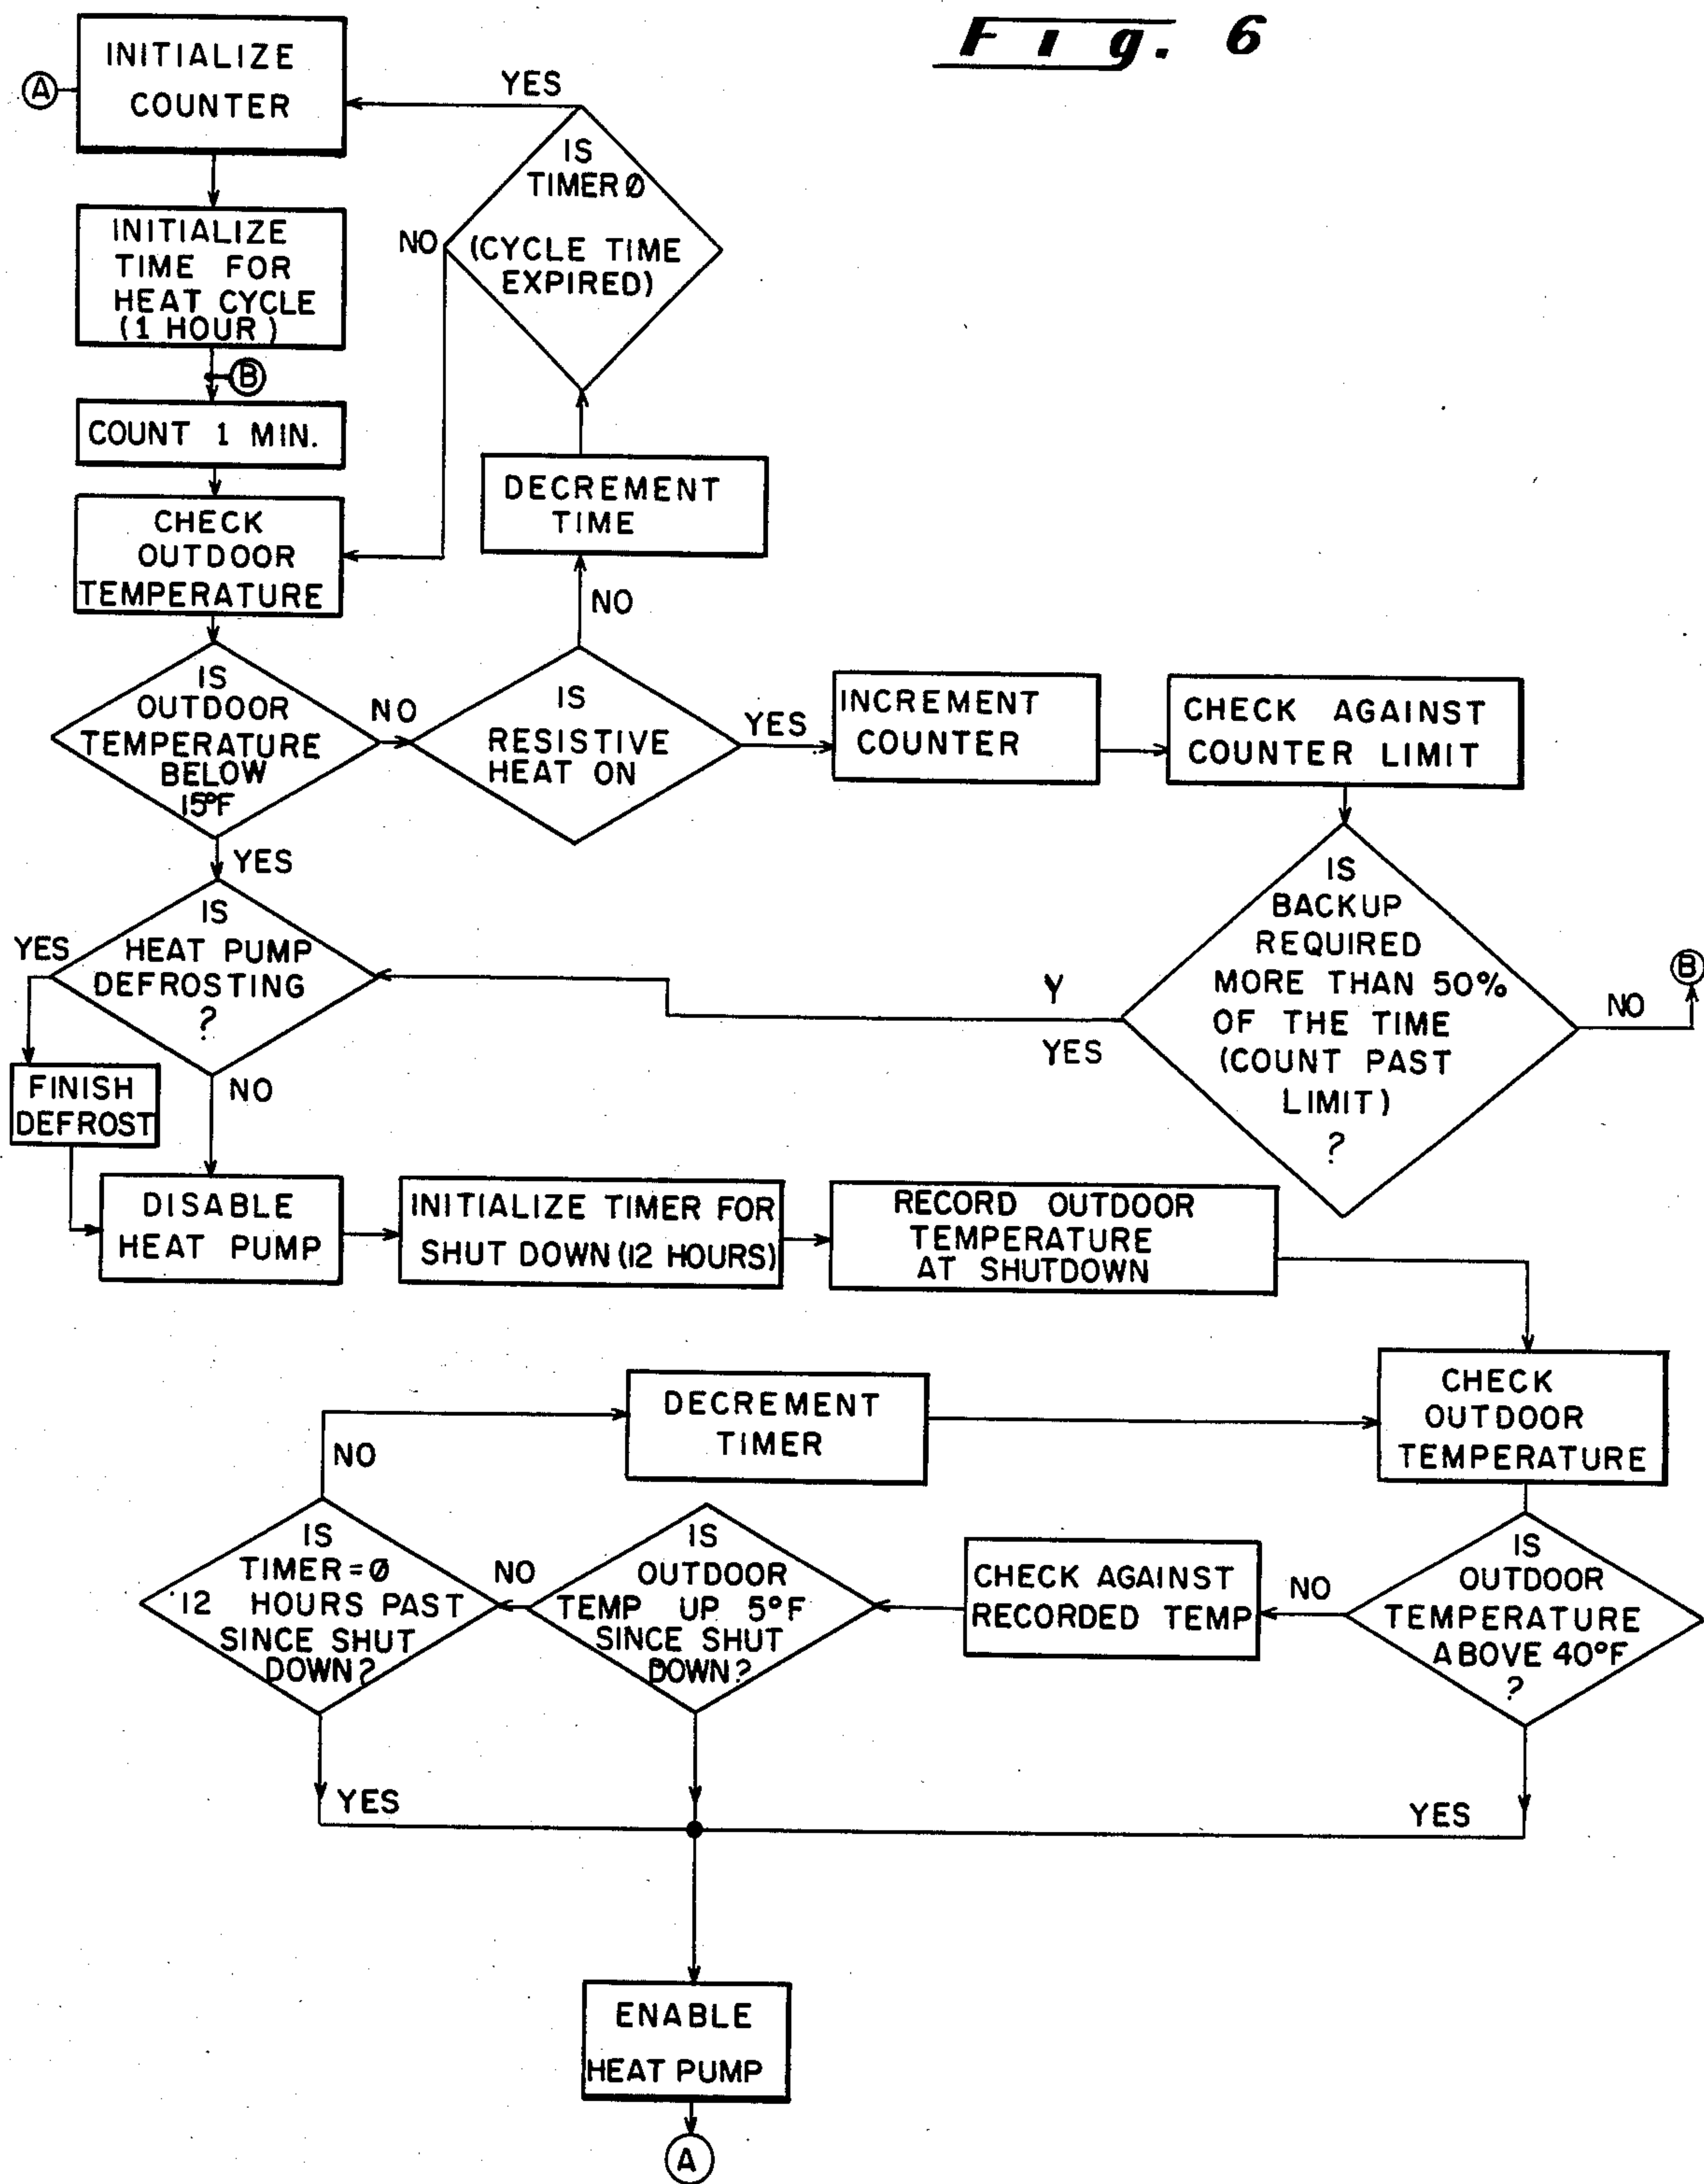 Fig. 6
INITIALIZE
COUNTER
A
YES
IS
TIMER Ø
(CYCLE TIME
EXPIRED)
NO
INITIALIZE
TIME FOR
HEAT CYCLE
(1 HOUR)
B
COUNT 1 MIN.
DECREMENT
TIME
CHECK
OUTDOOR
TEMPERATURE
NO
IS
OUTDOOR
TEMPERATURE
BELOW
15°F
NO
IS
RESISTIVE
HEAT ON
YES
INCREMENT
COUNTER
CHECK AGAINST
COUNTER LIMIT
YES
IS
HEAT PUMP
DEFROSTING
?
YES
NO
IS
BACKUP
REQUIRED
MORE THAN 50%
OF THE TIME
(COUNT PAST
LIMIT)
?
Y
YES
NO
B
FINISH
DEFROST
DISABLE
HEAT PUMP
INITIALIZE TIMER FOR
SHUT DOWN (12 HOURS)
RECORD OUTDOOR
TEMPERATURE
AT SHUTDOWN
CHECK
OUTDOOR
TEMPERATURE
DECREMENT
TIMER
NO
IS
TIMER=Ø
12 HOURS PAST
SINCE SHUT
DOWN?
NO
IS
OUTDOOR
TEMP UP 5°F
SINCE SHUT
DOWN?
CHECK AGAINST
RECORDED TEMP
NO
IS
OUTDOOR
TEMPERATURE
ABOVE 40°F
?
YES
YES
ENABLE
HEAT PUMP
A